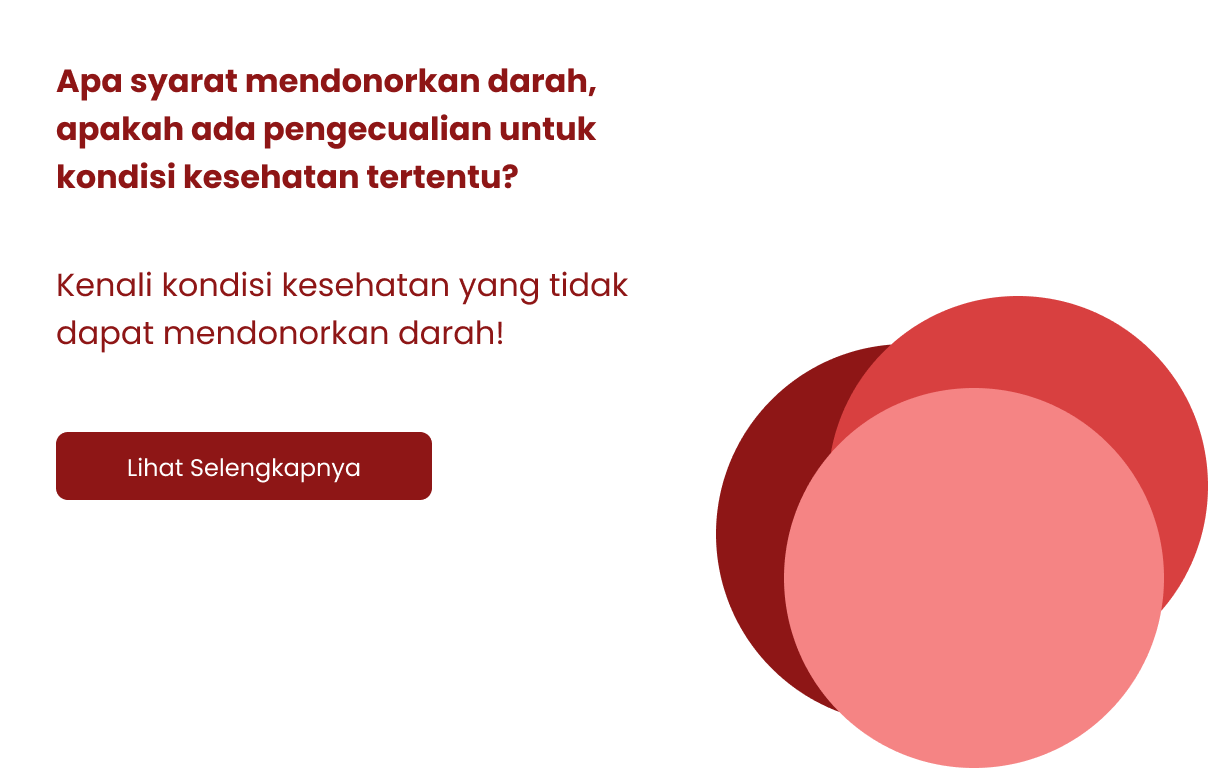 Apa syarat mendonorkan darah,
apakah ada pengecualian untuk
kondisi kesehatan tertentu?
Kenali kondisi kesehatan yang tidak
dapat mendonorkan darah!
Lihat Selengkapnya